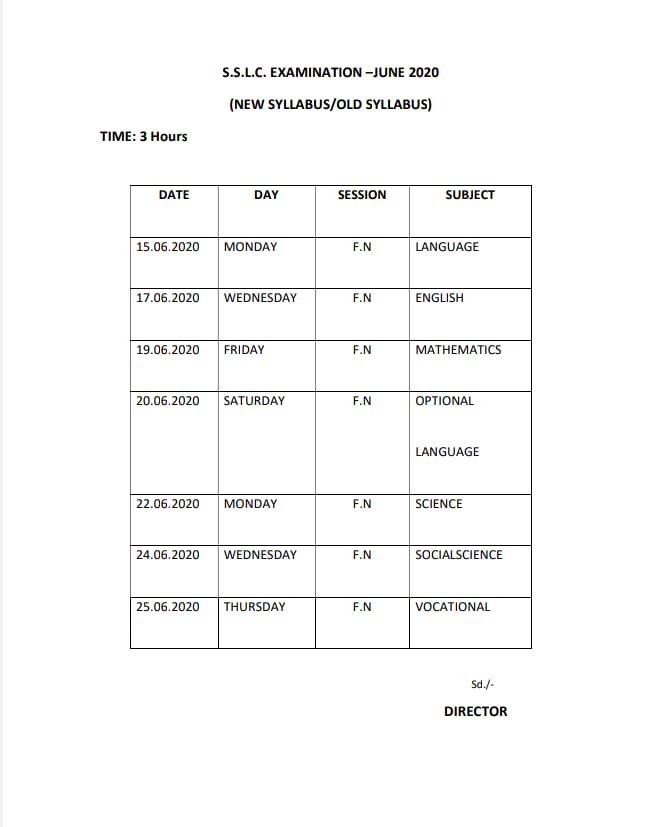 S.S.L.C. EXAMINATION –JUNE 2020
(NEW SYLLABUS/OLD SYLLABUS)
TIME: 3 Hours
DATE DAY SESSION SUBJECT
15.06.2020 MONDAY F.N LANGUAGE
17.06.2020 WEDNESDAY F.N ENGLISH
19.06.2020 FRIDAY F.N MATHEMATICS
20.06.2020 SATURDAY F.N OPTIONAL
LANGUAGE
22.06.2020 MONDAY F.N SCIENCE
24.06.2020 WEDNESDAY F.N SOCIALSCIENCE
25.06.2020 THURSDAY F.N VOCATIONAL
Sd./-
DIRECTOR